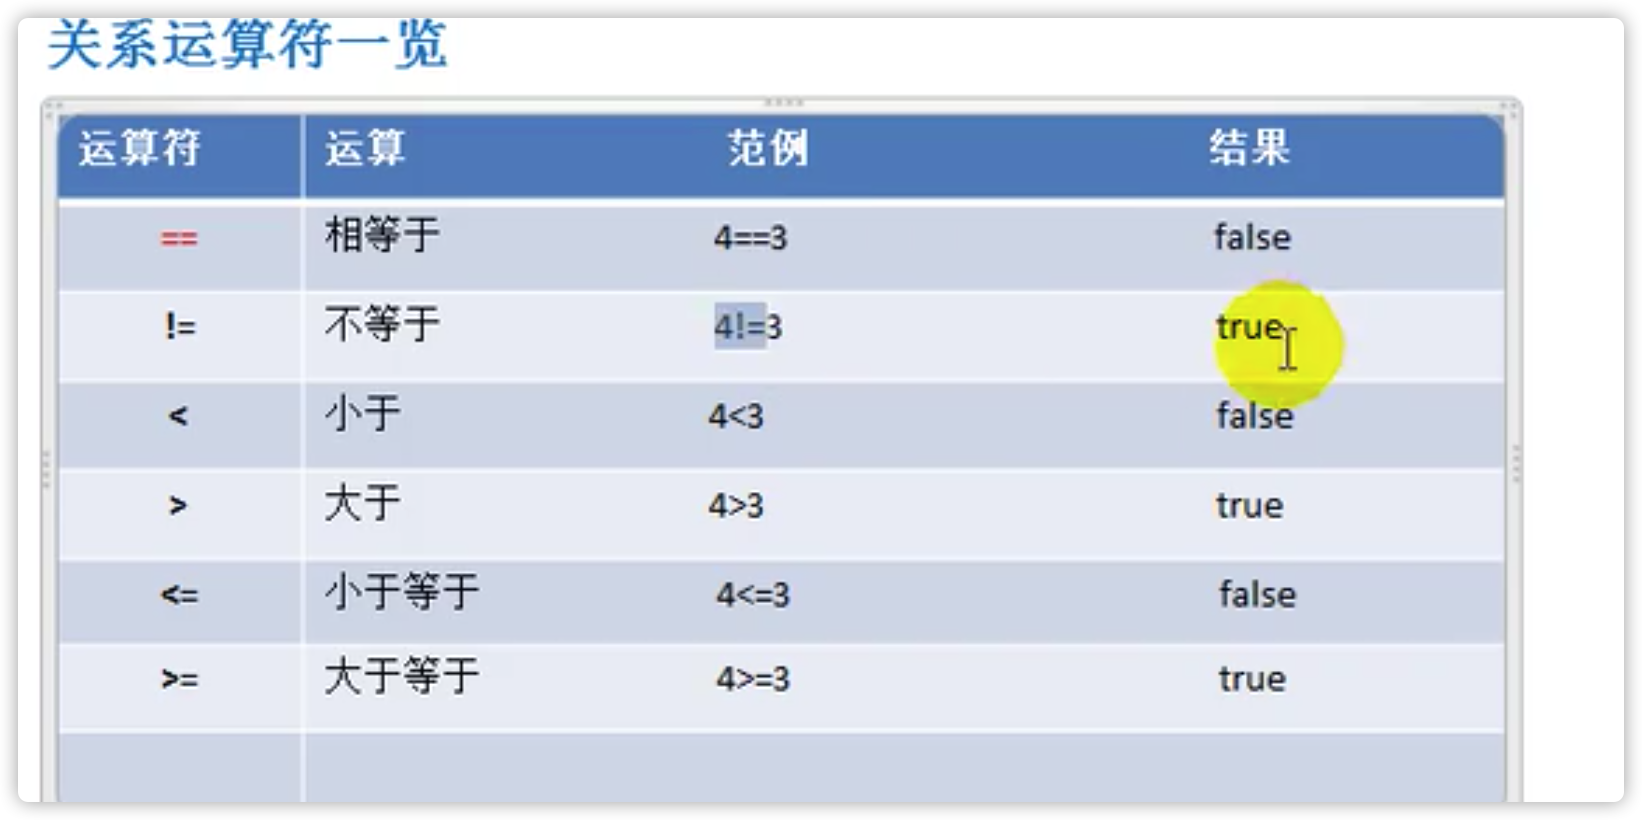 关系运算符一览
运算符 运算 范例 结果
== 相等于 4==3 false
!= 不等于 4!=3 true
< 小于 4<3 false
> 大于 4>3 true
<= 小于等于 4<=3 false
>= 大于等于 4>=3 true